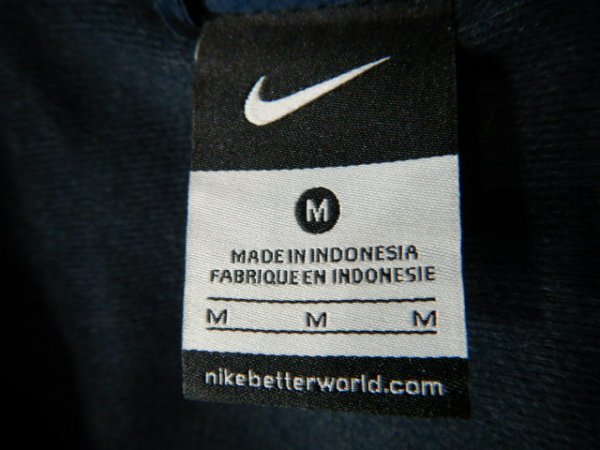 M
MADE IN INDONESIA
FABRIQUE EN INDONESIE
M M M
nikebetterworld.com